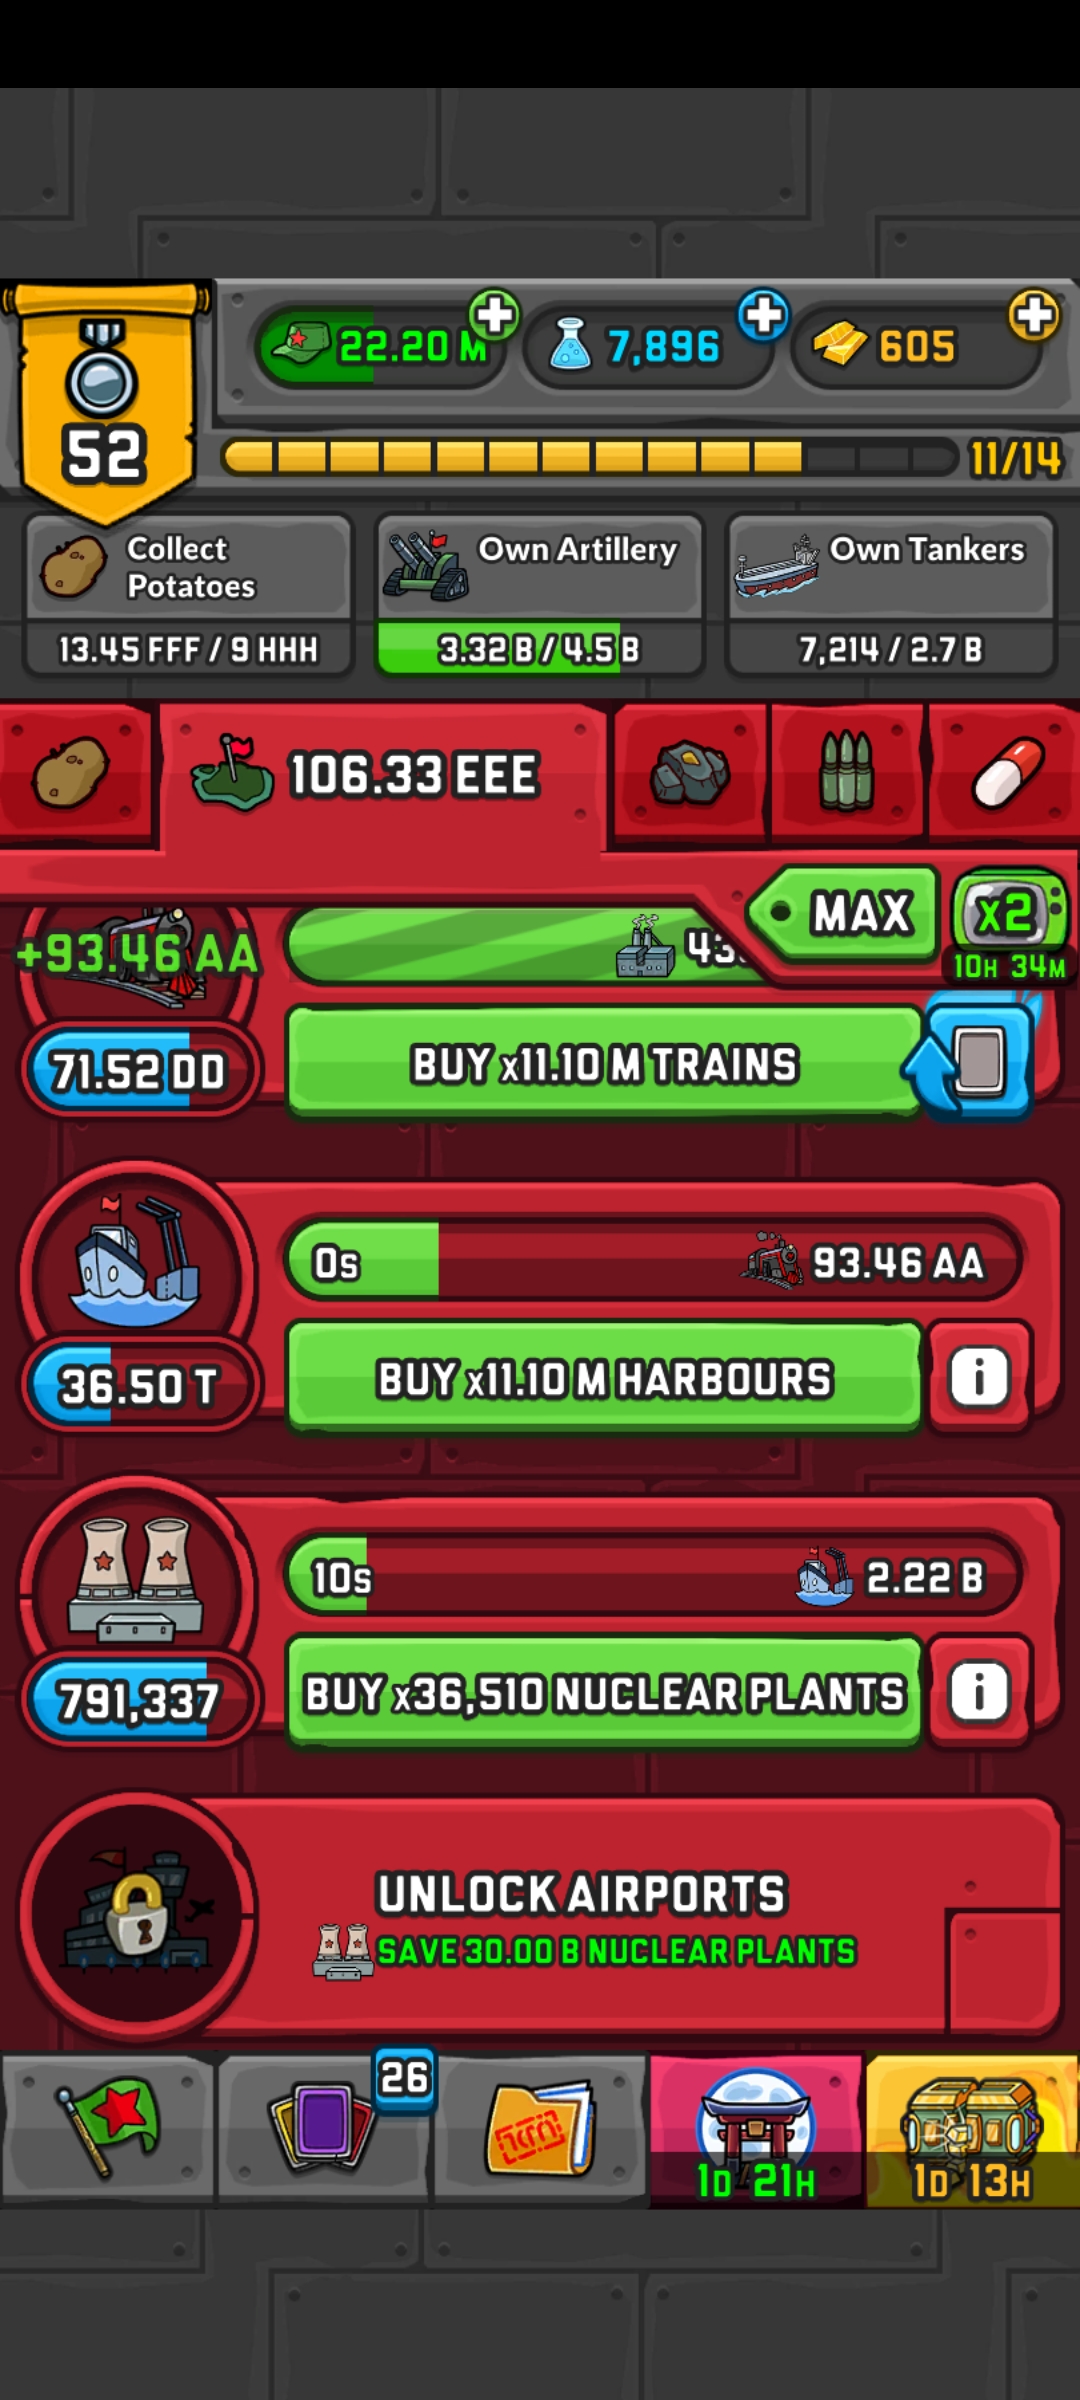 22.20 M
7,896
605
52
11/14
Collect
Potatoes
13.45 FFF / 9 HHH
Own Artillery
3.32 B / 4.5 B
Own Tankers
7,214 / 2.7 B
106.33 EEE
MAX
x2
10H 34M
+93.46 AA
71.52 DD
BUY x11.10 M TRAINS
0s
93.46 AA
36.50 T
BUY x11.10 M HARBOURS
i
10s
2.22 B
791,337
BUY x36,510 NUCLEAR PLANTS
i
UNLOCK AIRPORTS
SAVE 30.00 B NUCLEAR PLANTS
26
1D 21H
1D 13H